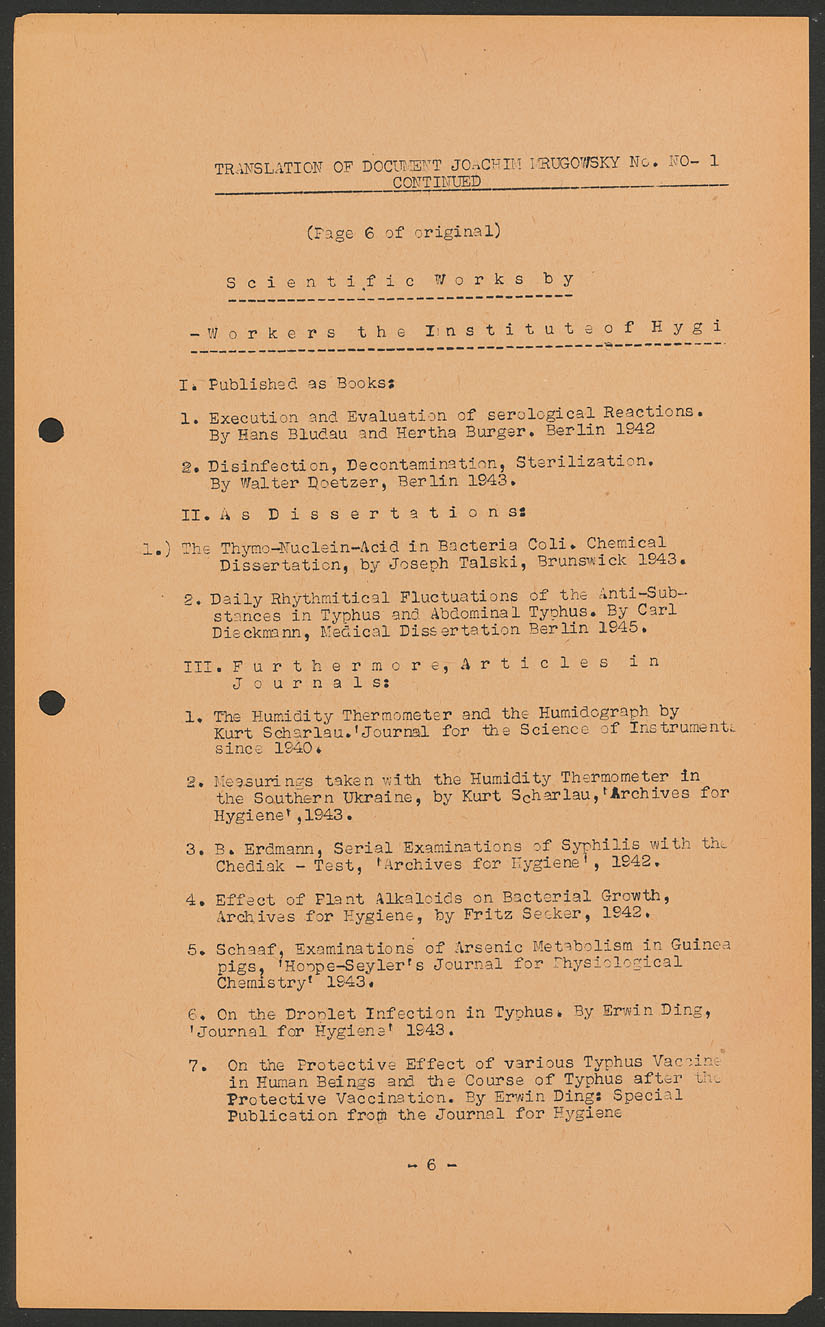 TRANSLATION OF DOCUMENT JOACHIM MRUGOWSKY No. NO- 1
CONTINUED
(Page 6 of original)
S c i e n t i f i c W o r k s b y
- W o r k e r s t h e I n s t i t u t e o f H y g i
I. Published as Books:
1. Execution and Evaluation of serological Reactions.
By Hans Bludau and Hertha Burger. Berlin 1942
2. Disinfection, Decontamination, Sterilization.
By Walter Doetzer, Berlin 1943.
II. A s D i s s e r t a t i o n s:
1.) The Thymo-Nuclein-Acid in Bacteria Coli. Chemical
Dissertation, by Joseph Talski, Brunswick 1943.
2. Daily Rhythmitical Fluctuations of the Anti-Sub-
stances in Typhus and Abdominal Typhus. By Carl
Dieckmann, Medical Dissertation Berlin 1945.
III. F u r t h e r m o r e, A r t i c l e s i n
J o u r n a l s:
1. The Humidity Thermometer and the Humidograph by
Kurt Scharlau.'Journal for the Science of Instruments
since 1940.
2. Measurings taken with the Humidity Thermometer in
the Southern Ukraine, by Kurt Scharlau,'Archives for
Hygiene',1943.
3. B. Erdmann, Serial Examinations of Syphilis with the
Chediak - Test, 'Archives for Hygiene', 1942.
4. Effect of Plant Alkaloids on Bacterial Growth,
Archives for Hygiene, by Fritz Seeker, 1942.
5. Schaaf, Examinations of Arsenic Metabolism in Guinea
pigs, 'Hoppe-Seyler's Journal for Physiological
Chemistry' 1943.
6. On the Droplet Infection in Typhus. By Erwin Ding,
'Journal for Hygiene' 1943.
7. On the Protective Effect of various Typhus Vaccine
in Human Beings and the Course of Typhus after the
Protective Vaccination. By Erwin Ding: Special
Publication from the Journal for Hygiene
- 6 -